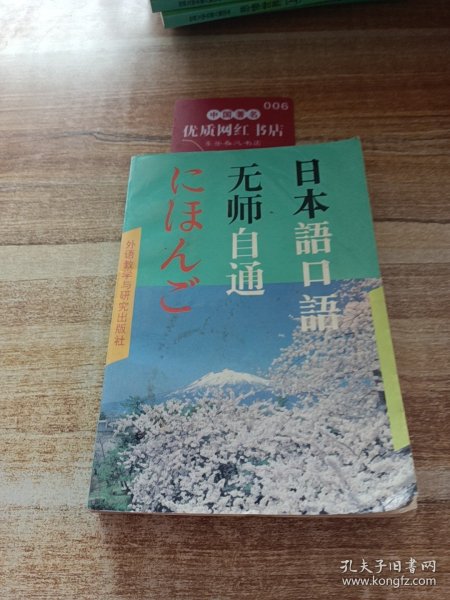 006
中国著名
优质网红书店
日本語口語
无师自通
にほんご
外语教学与研究出版社
孔夫子旧书网
www.kongfz.com